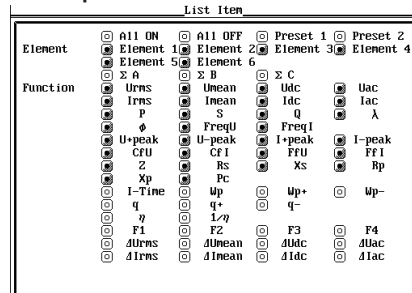 List Item
All ON All OFF Preset 1 Preset 2
Element Element 1 Element 2 Element 3 Element 4
Element 5 Element 6
Σ A Σ B Σ C
Function Urms Umean Udc Uac
Irms Imean Idc Iac
P S Q λ
ϕ FreqU FreqI
U+peak U-peak I+peak I-peak
CfU CfI FfU FfI
Z Rs Xs Rp
Xp Pc
I-Time Wp Wp+ Wp-
q q+ q-
η 1/η
F1 F2 F3 F4
ΔUrms ΔUmean ΔUdc ΔUac
ΔIrms ΔImean ΔIdc ΔIac